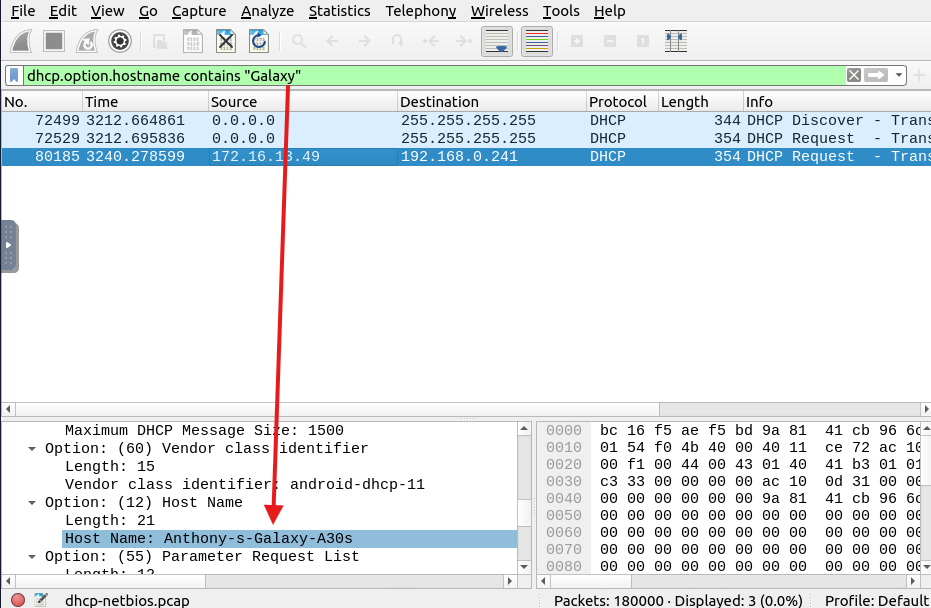 File Edit View Go Capture Analyze Statistics Telephony Wireless Tools Help
dhcp.option.hostname contains "Galaxy"
No. Time Source Destination Protocol Length Info
72499 3212.664861 0.0.0.0 255.255.255.255 DHCP 344 DHCP Discover - Trans
72529 3212.695836 0.0.0.0 255.255.255.255 DHCP 354 DHCP Request - Trans
80185 3240.278599 172.16.13.49 192.168.0.241 DHCP 354 DHCP Request - Trans
Maximum DHCP Message Size: 1500
Option: (60) Vendor class identifier
Length: 15
Vendor class identifier: android-dhcp-11
Option: (12) Host Name
Length: 21
Host Name: Anthony-s-Galaxy-A30s
Option: (55) Parameter Request List
Length: 12
0000 bc 16 f5 ae f5 bd 9a 81 41 cb 96 6c
0010 01 54 f0 4b 40 00 40 11 ce 72 ac 10
0020 00 f1 00 44 00 43 01 40 41 b3 01 01
0030 c3 33 00 00 00 00 ac 10 0d 31 00 00
0040 00 00 00 00 00 00 9a 81 41 cb 96 6c
0050 00 00 00 00 00 00 00 00 00 00 00 00
0060 00 00 00 00 00 00 00 00 00 00 00 00
0070 00 00 00 00 00 00 00 00 00 00 00 00
0080 00 00 00 00 00 00 00 00 00 00 00 00
dhcp-netbios.pcap
Packets: 180000 · Displayed: 3 (0.0%)
Profile: Default